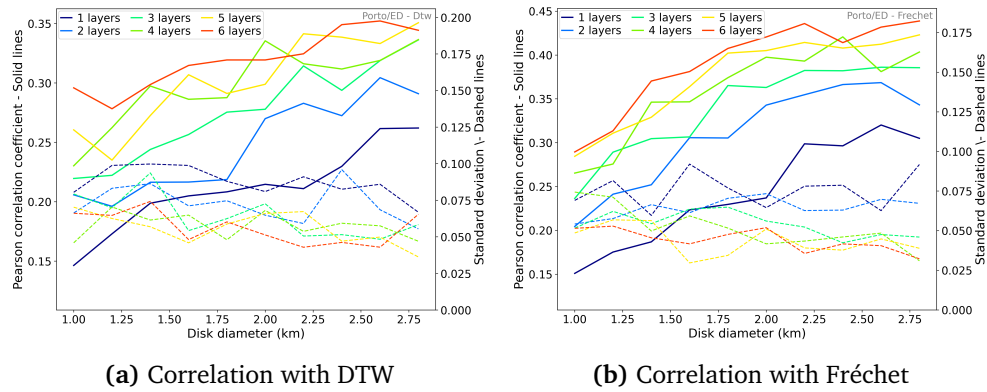 Porto/ED - Dtw
1 layers
2 layers
3 layers
4 layers
5 layers
6 layers
Pearson correlation coefficient - Solid lines
0.35
0.30
0.25
0.20
0.15
0.200
0.175
0.150
0.125
0.100
0.075
0.050
0.025
0.000
Standard deviation \- Dashed lines
1.00 1.25 1.50 1.75 2.00 2.25 2.50 2.75
Disk diameter (km)
(a) Correlation with DTW
Porto/ED - Frechet
1 layers
2 layers
3 layers
4 layers
5 layers
6 layers
Pearson correlation coefficient - Solid lines
0.45
0.40
0.35
0.30
0.25
0.20
0.15
0.175
0.150
0.125
0.100
0.075
0.050
0.025
0.000
Standard deviation \- Dashed lines
1.00 1.25 1.50 1.75 2.00 2.25 2.50 2.75
Disk diameter (km)
(b) Correlation with Fréchet